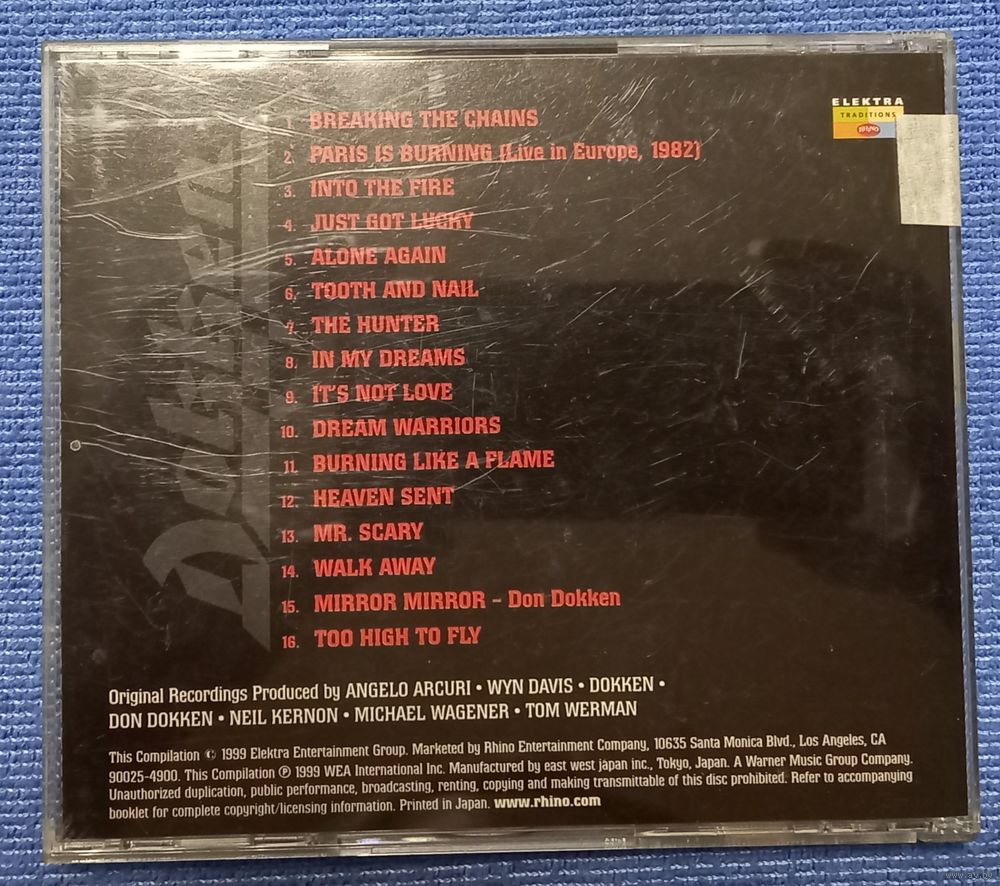 ELEKTRA
TRADITIONS
RHINO
DOKKEN
1. BREAKING THE CHAINS
2. PARIS IS BURNING (Live in Europe, 1982)
3. INTO THE FIRE
4. JUST GOT LUCKY
5. ALONE AGAIN
6. TOOTH AND NAIL
7. THE HUNTER
8. IN MY DREAMS
9. IT'S NOT LOVE
10. DREAM WARRIORS
11. BURNING LIKE A FLAME
12. HEAVEN SENT
13. MR. SCARY
14. WALK AWAY
15. MIRROR MIRROR – Don Dokken
16. TOO HIGH TO FLY
Original Recordings Produced by ANGELO ARCURI • WYN DAVIS • DOKKEN •
DON DOKKEN • NEIL KERNON • MICHAEL WAGENER • TOM WERMAN
This Compilation © 1999 Elektra Entertainment Group. Marketed by Rhino Entertainment Company, 10635 Santa Monica Blvd., Los Angeles, CA
90025-4900. This Compilation ℗ 1999 WEA International Inc. Manufactured by east west japan inc., Tokyo, Japan. A Warner Music Group Company.
Unauthorized duplication, public performance, broadcasting, renting, copying and making transmittable of this disc prohibited. Refer to accompanying
booklet for complete copyright/licensing information. Printed in Japan. www.rhino.com
www.ay.by